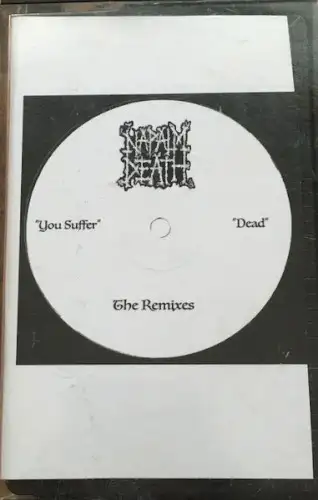 NAPALM
DEATH
"You Suffer"
"Dead"
The Remixes